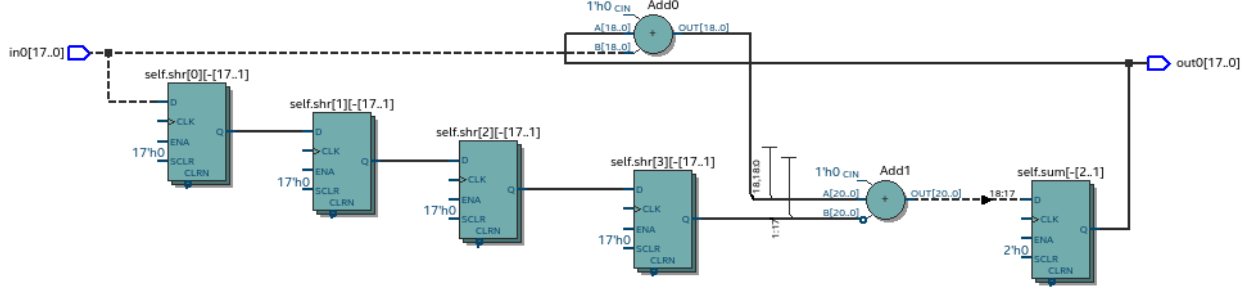 1'h0 CIN
Add0
A[18..0]
OUT[18..0]
B[18..0]
in0[17..0]
out0[17..0]
self.shr[0][-[17..1]
D
CLK
ENA
Q
17'h0
SCLR
CLRN
self.shr[1][-[17..1]
D
CLK
ENA
Q
17'h0
SCLR
CLRN
self.shr[2][-[17..1]
D
CLK
ENA
Q
17'h0
SCLR
CLRN
self.shr[3][-[17..1]
D
CLK
ENA
Q
17'h0
SCLR
CLRN
18,18:0
1:17
1'h0 CIN
Add1
A[20..0]
OUT[20..0]
B[20..0]
18:17
self.sum[-[2..1]
D
CLK
ENA
Q
2'h0
SCLR
CLRN